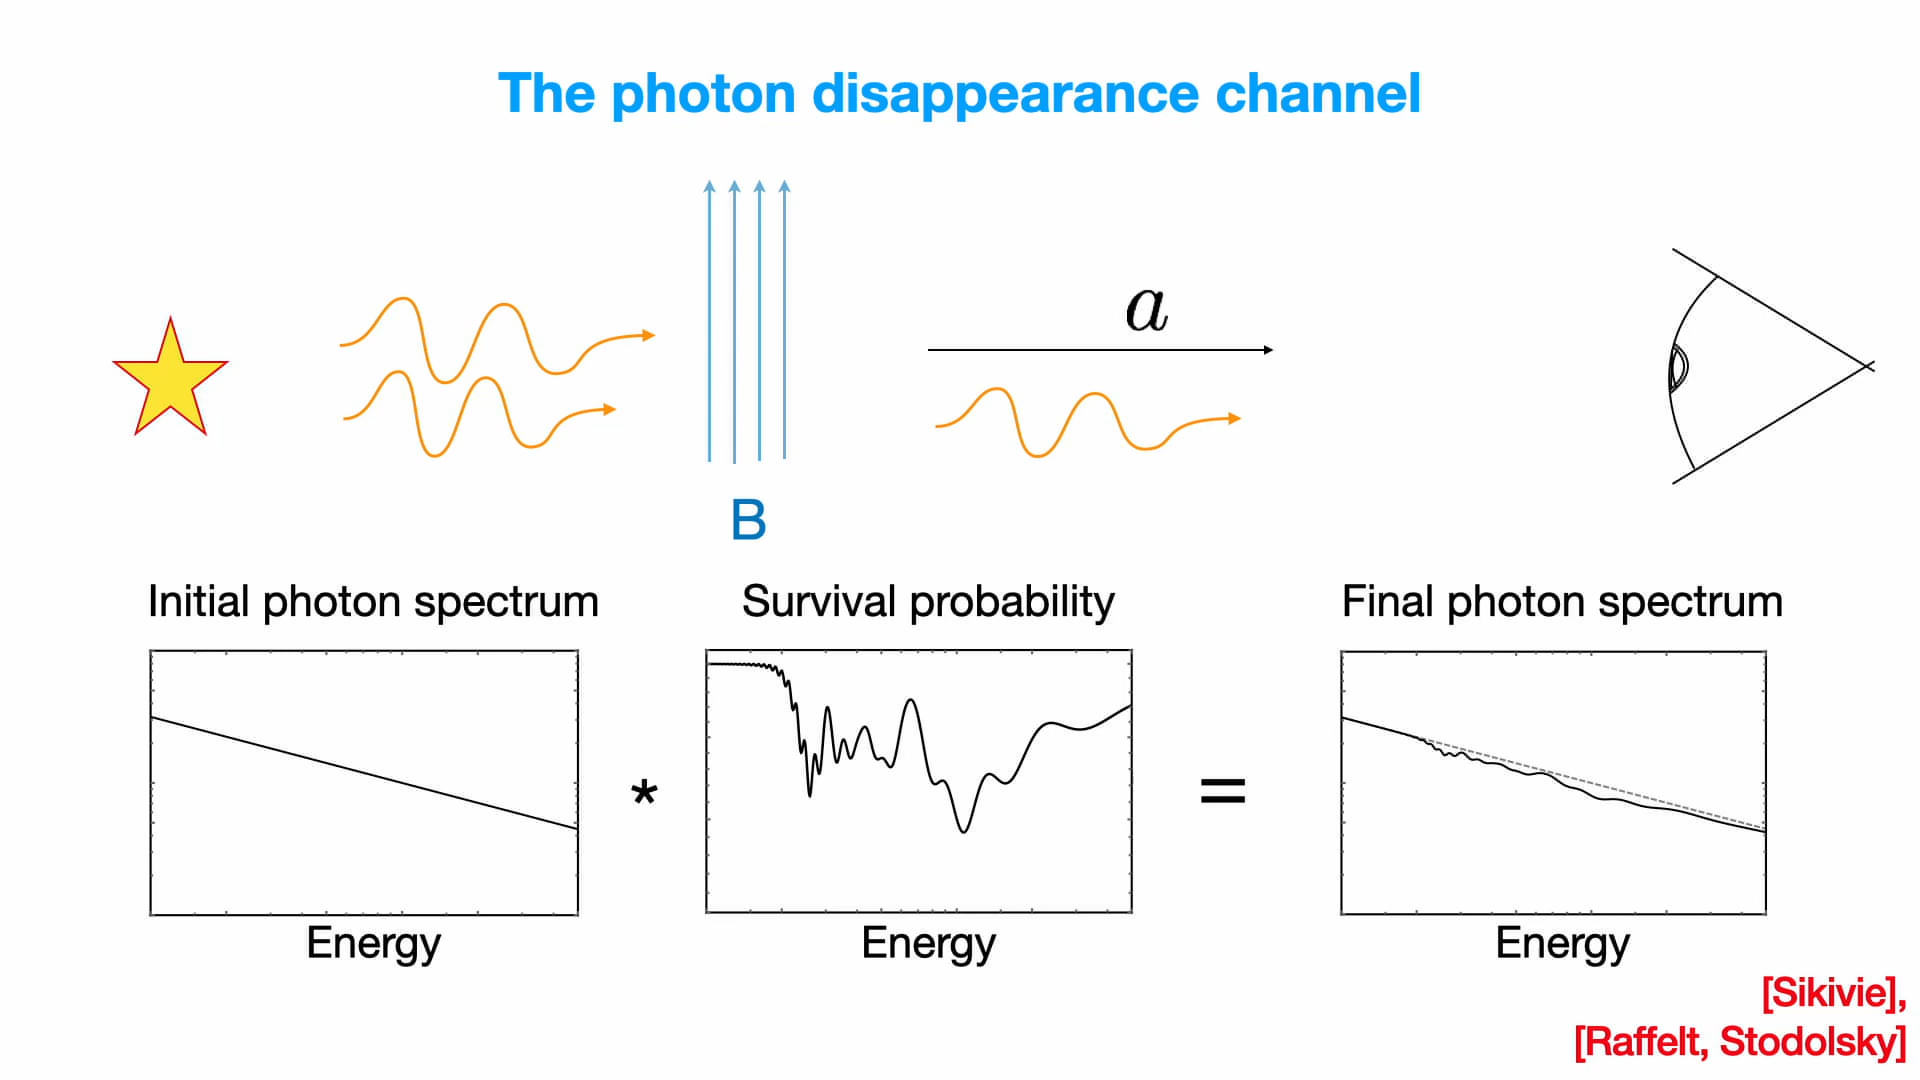 The photon disappearance channel
a
B
Initial photon spectrum
Survival probability
Final photon spectrum
*
=
Energy
Energy
Energy
[Sikivie],
[Raffelt, Stodolsky]